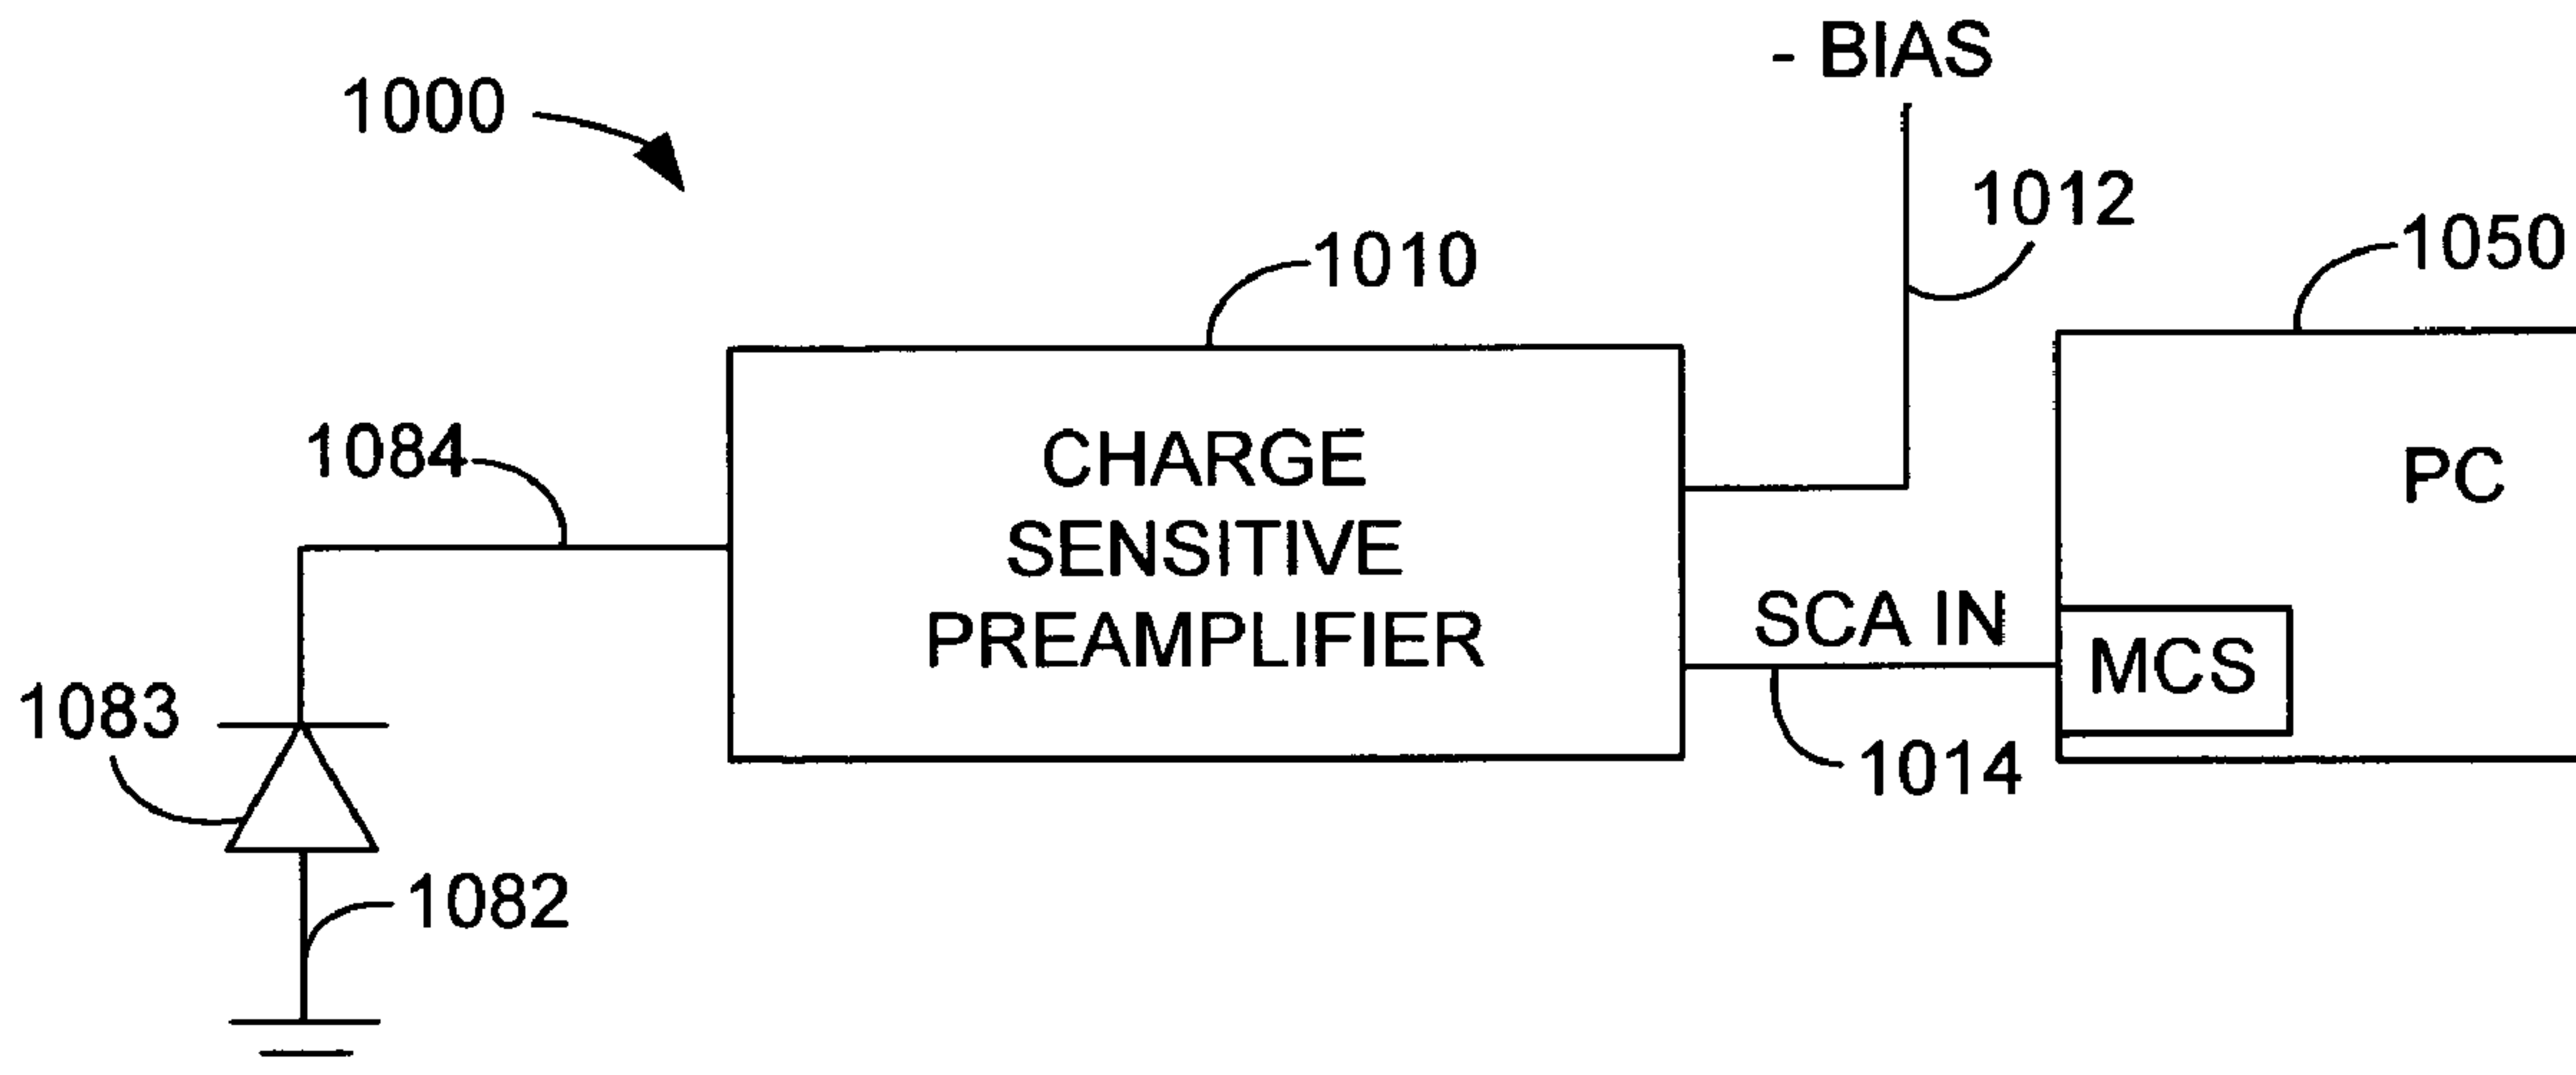 - BIAS
1000
1012
1050
1010
1084
CHARGE
SENSITIVE
PREAMPLIFIER
PC
SCA IN
MCS
1083
1014
1082